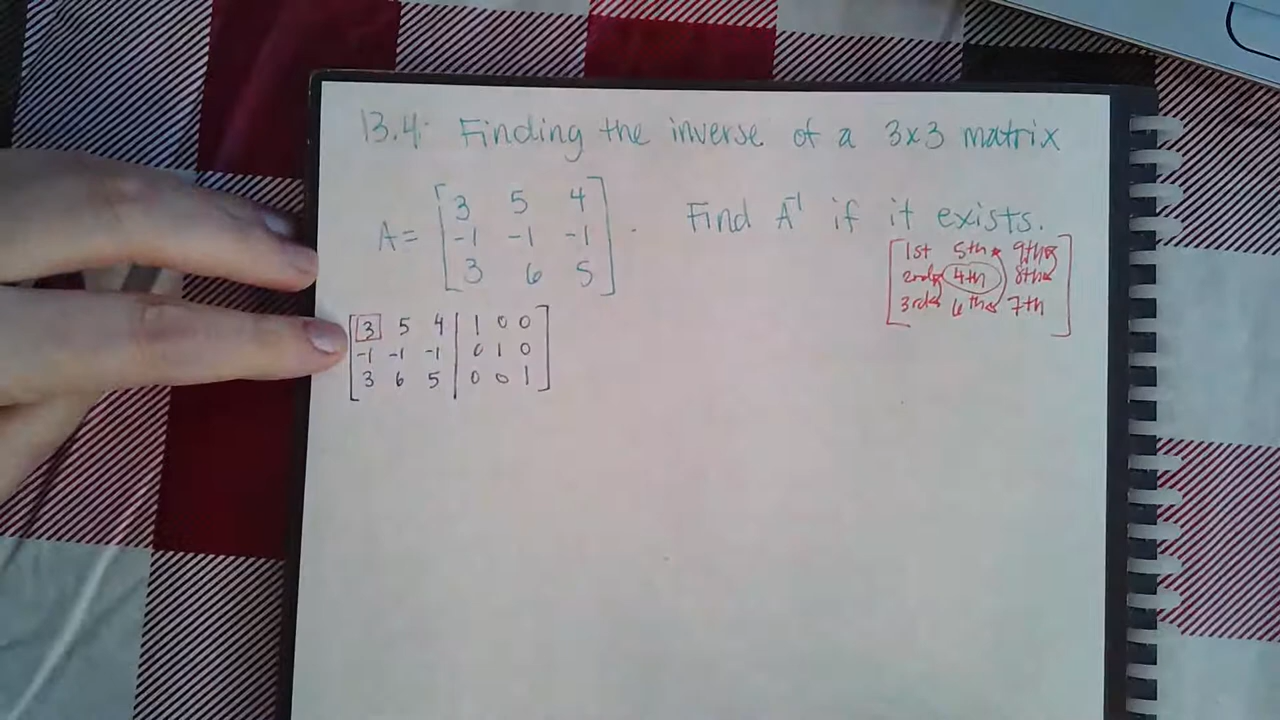 13.4: Finding the inverse of a 3x3 matrix
A = [3 5 4
-1 -1 -1
3 6 5].
Find A⁻¹ if it exists.
[1st 5th 9th
2nd 4th 8th
3rd 6th 7th]
[3 5 4 | 1 0 0
-1 -1 -1 | 0 1 0
3 6 5 | 0 0 1]